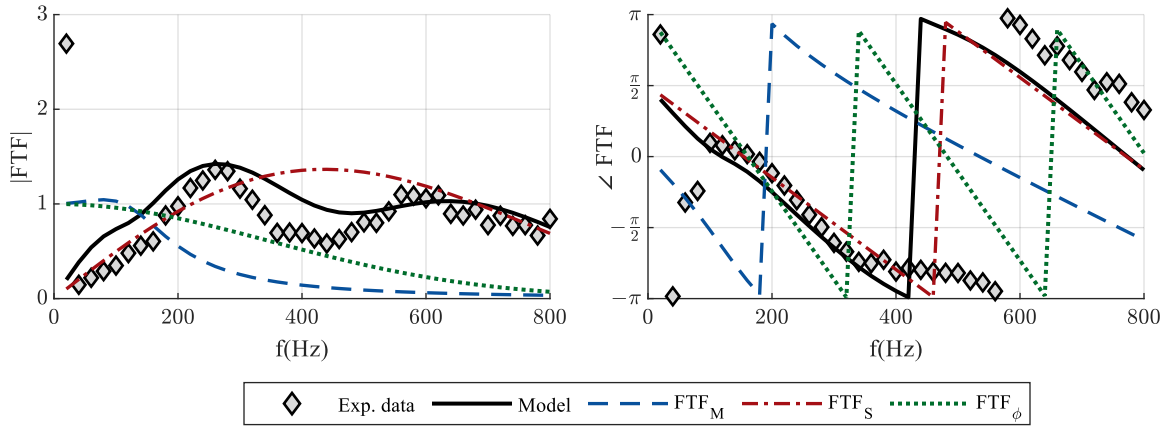 3
2
1
0
|FTF|
0
200
400
600
800
f(Hz)
π
π/2
0
−π/2
−π
∠ FTF
0
200
400
600
800
f(Hz)
Exp. data Model FTF_M FTF_S FTF_ϕ